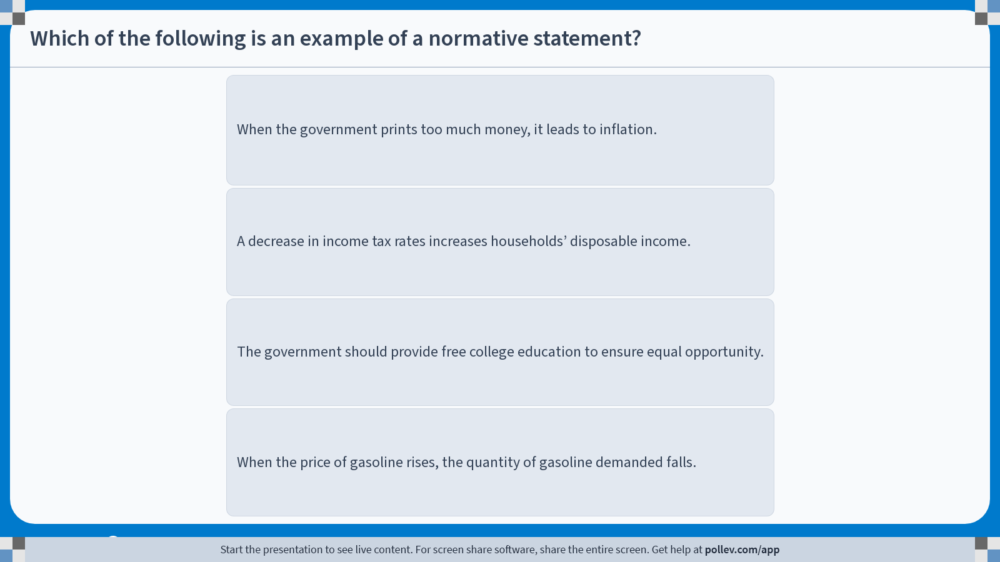 Which of the following is an example of a normative statement?
When the government prints too much money, it leads to inflation.
A decrease in income tax rates increases households’ disposable income.
The government should provide free college education to ensure equal opportunity.
When the price of gasoline rises, the quantity of gasoline demanded falls.
Start the presentation to see live content. For screen share software, share the entire screen. Get help at pollev.com/app